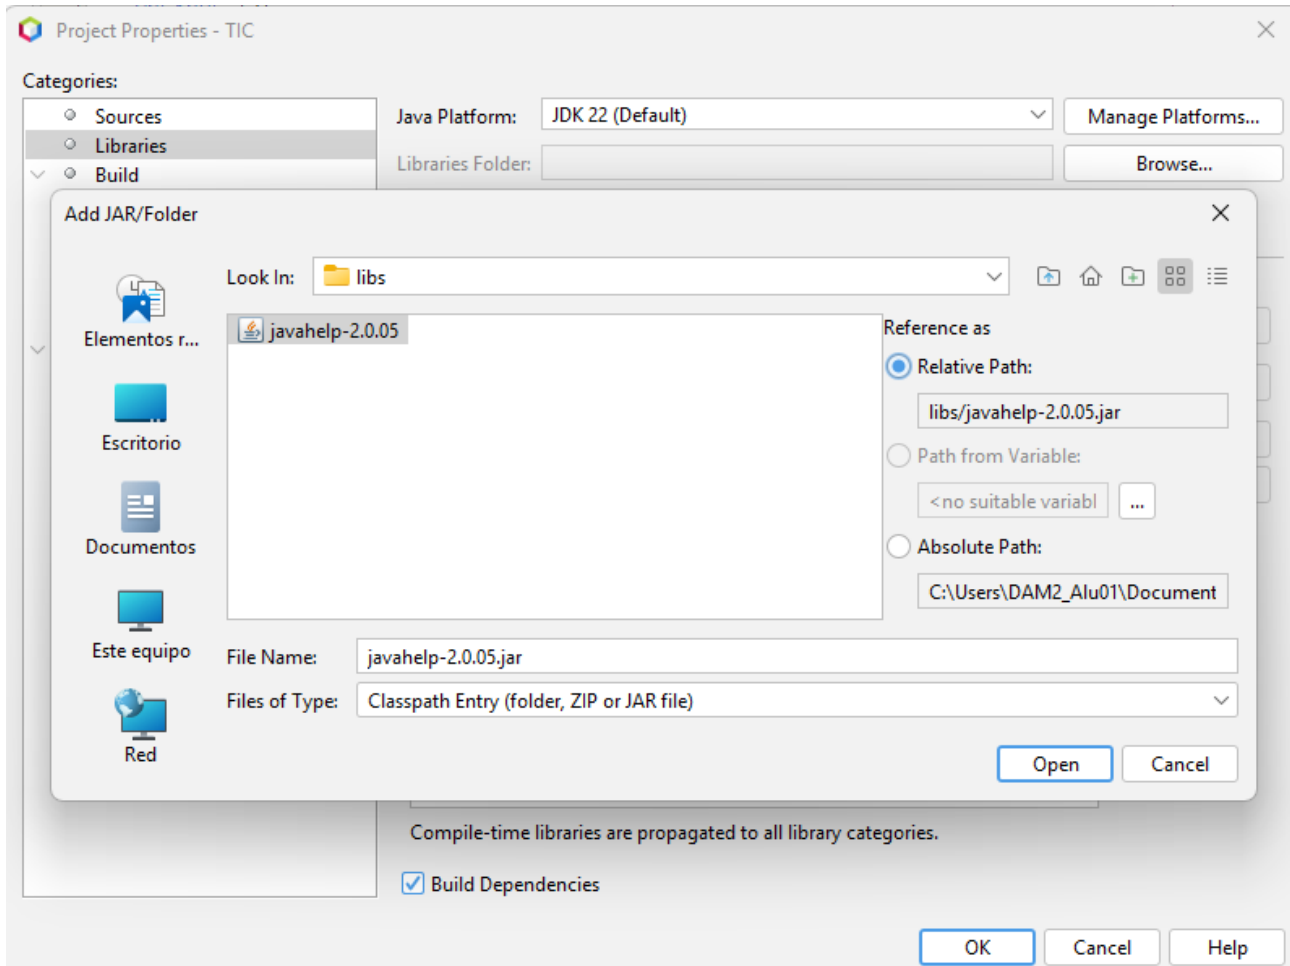 Project Properties - TIC
Categories:
Sources
Libraries
Build
Java Platform:
JDK 22 (Default)
Manage Platforms...
Libraries Folder:
Browse...
Add JAR/Folder
Look In:
libs
Elementos r...
Escritorio
Documentos
Este equipo
Red
javahelp-2.0.05
Reference as
Relative Path:
libs/javahelp-2.0.05.jar
Path from Variable:
<no suitable variabl
...
Absolute Path:
C:\Users\DAM2_Alu01\Document
File Name:
javahelp-2.0.05.jar
Files of Type:
Classpath Entry (folder, ZIP or JAR file)
Open
Cancel
Compile-time libraries are propagated to all library categories.
Build Dependencies
OK
Cancel
Help